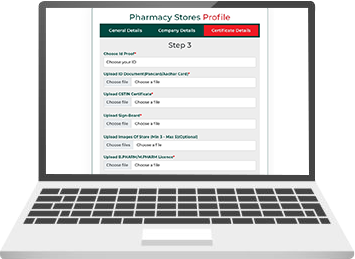 Pharmacy Stores Profile
General Details Company Details Certificate Details
Step 3
Choose Id Proof*
Choose your ID
Upload ID Document(Pancard/Aadhar Card)*
Choose file Choose a file
Upload GSTIN Certificate*
Choose file Choose a file
Upload Sign Board*
Choose file Choose a file
Upload Images Of Store (Min 3 - Max 5)(Optional)
Choose files Choose a file
Upload B.PHARM/M.PHARM Licence*
Choose file Choose a file